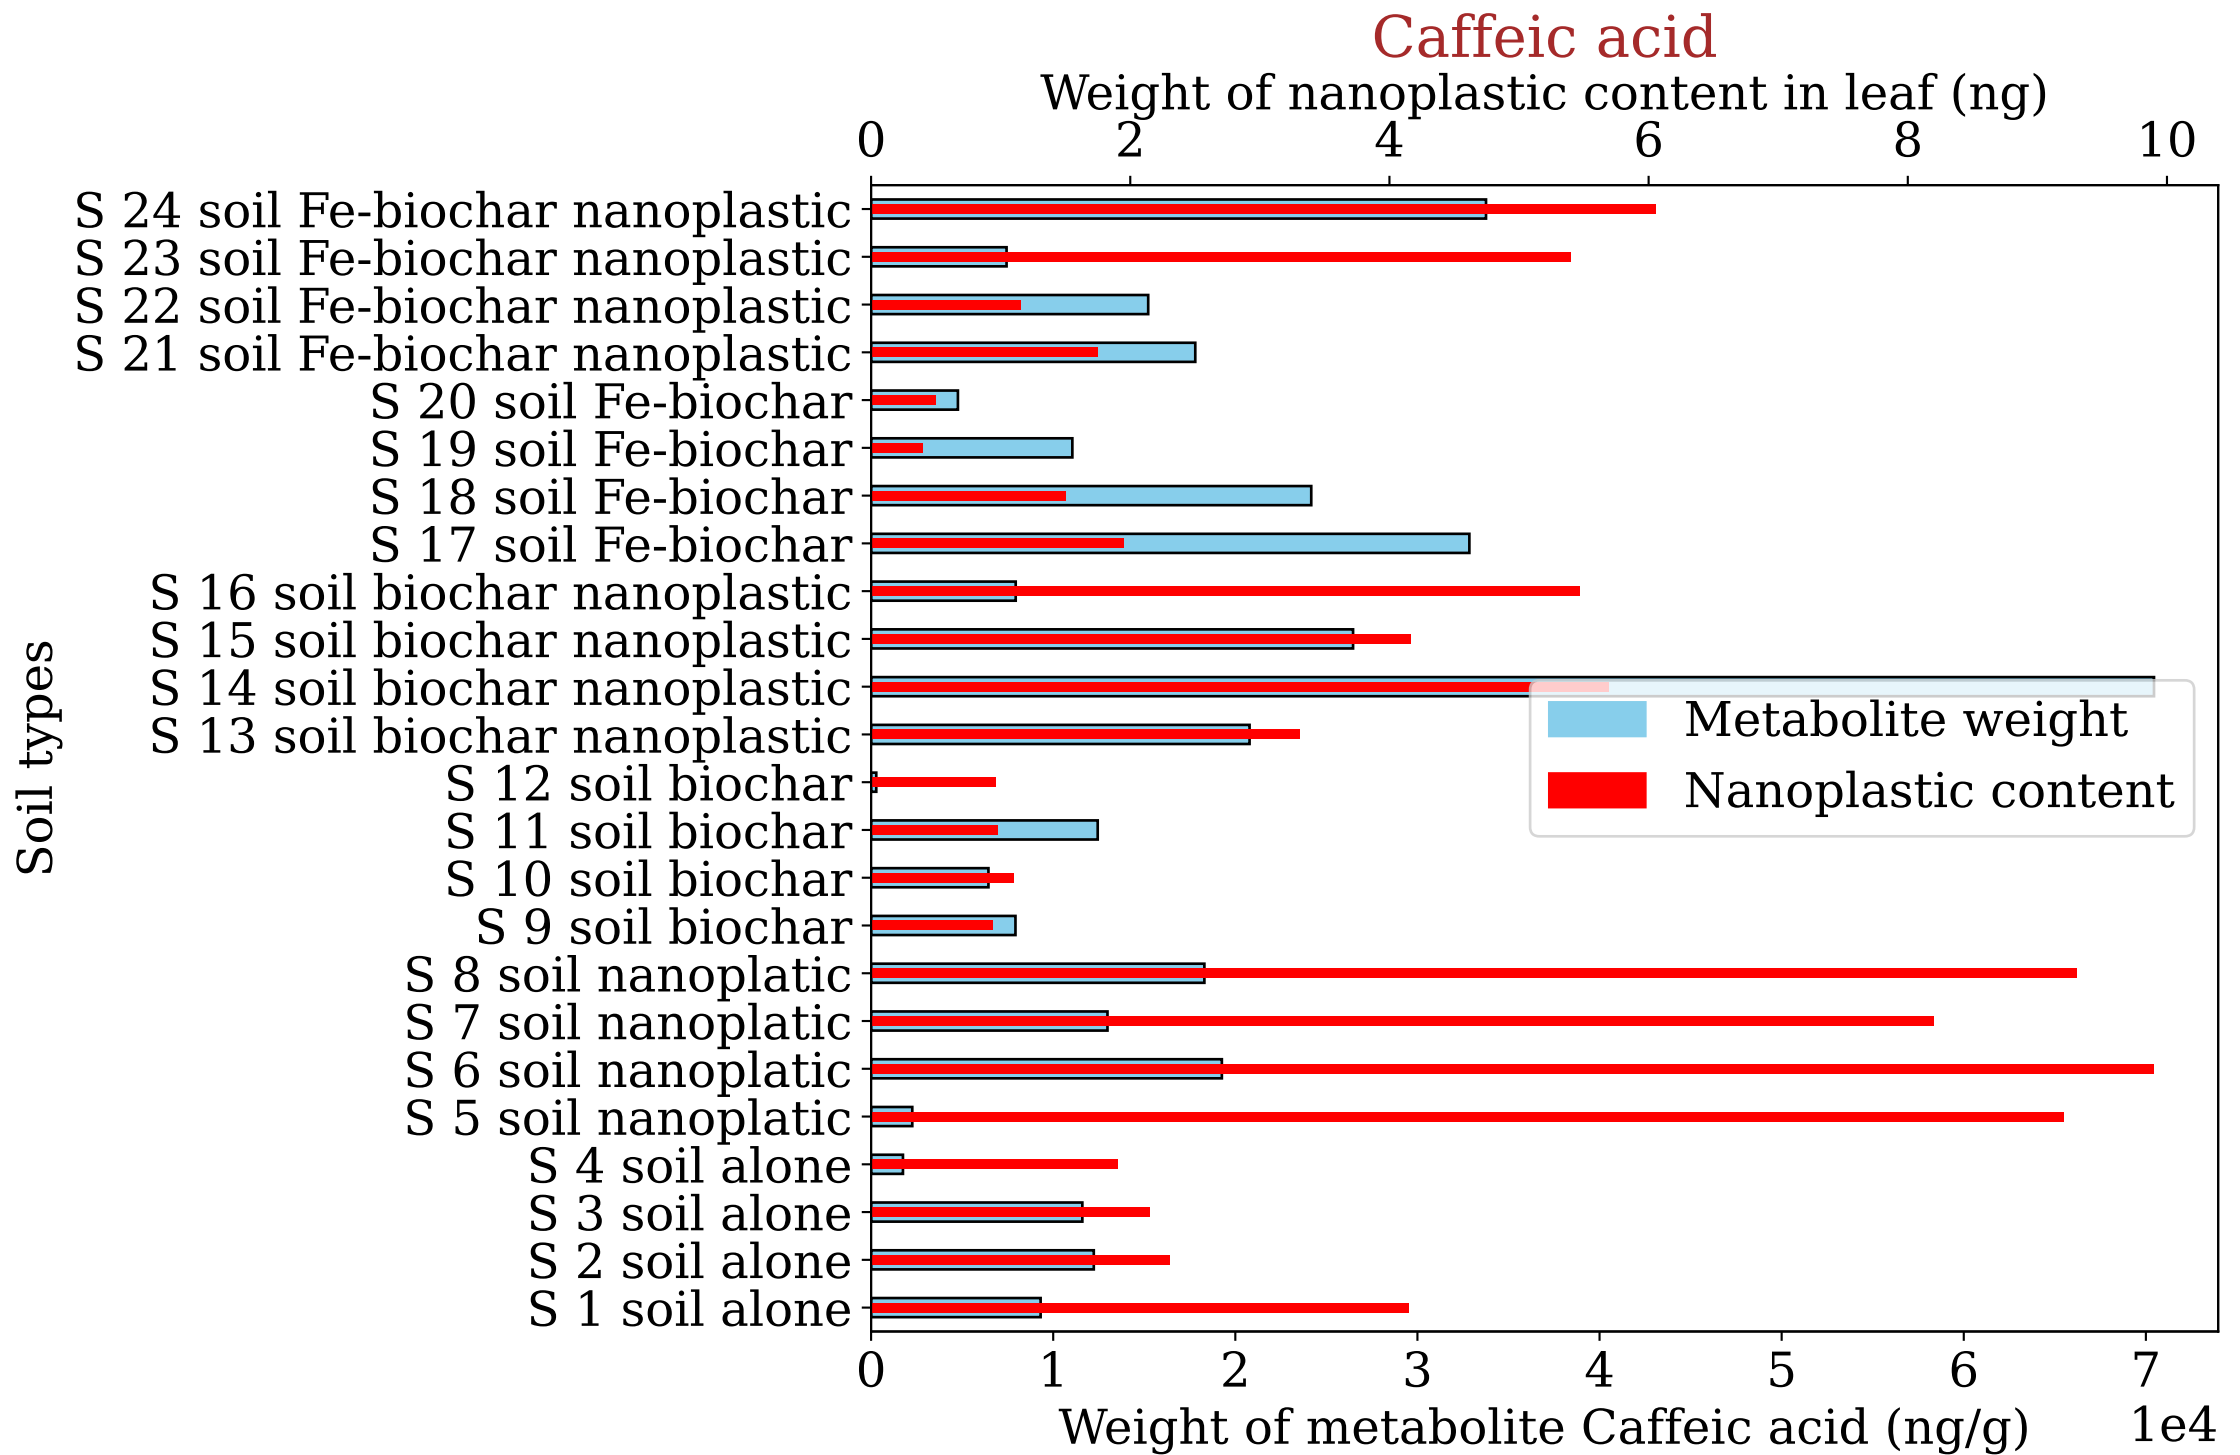 Caffeic acid
Weight of nanoplastic content in leaf (ng)
0 2 4 6 8 10
S 24 soil Fe-biochar nanoplastic
S 23 soil Fe-biochar nanoplastic
S 22 soil Fe-biochar nanoplastic
S 21 soil Fe-biochar nanoplastic
S 20 soil Fe-biochar
S 19 soil Fe-biochar
S 18 soil Fe-biochar
S 17 soil Fe-biochar
S 16 soil biochar nanoplastic
S 15 soil biochar nanoplastic
S 14 soil biochar nanoplastic
S 13 soil biochar nanoplastic
S 12 soil biochar
S 11 soil biochar
S 10 soil biochar
S 9 soil biochar
S 8 soil nanoplatic
S 7 soil nanoplatic
S 6 soil nanoplatic
S 5 soil nanoplatic
S 4 soil alone
S 3 soil alone
S 2 soil alone
S 1 soil alone
Soil types
Metabolite weight
Nanoplastic content
0 1 2 3 4 5 6 7
Weight of metabolite Caffeic acid (ng/g)
1e4